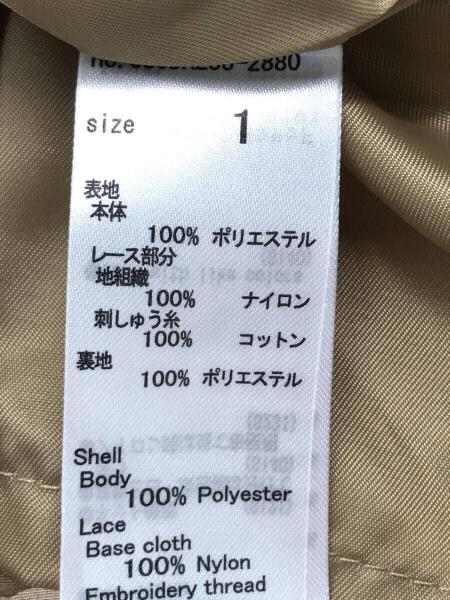 -2880
size 1
表地
本体
100% ポリエステル
レース部分
地組織
100% ナイロン
刺しゅう糸
100% コットン
裏地
100% ポリエステル
Shell
Body
100% Polyester
Lace
Base cloth
100% Nylon
Embroidery thread